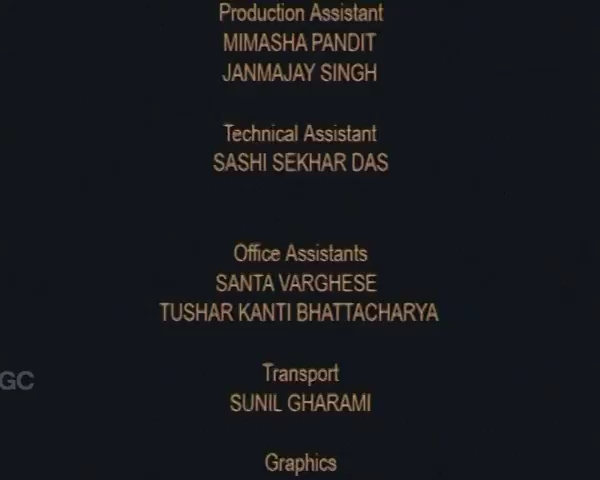 Production Assistant
MIMASHA PANDIT
JANMAJAY SINGH
Technical Assistant
SASHI SEKHAR DAS
Office Assistants
SANTA VARGHESE
TUSHAR KANTI BHATTACHARYA
GC
Transport
SUNIL GHARAMI
Graphics